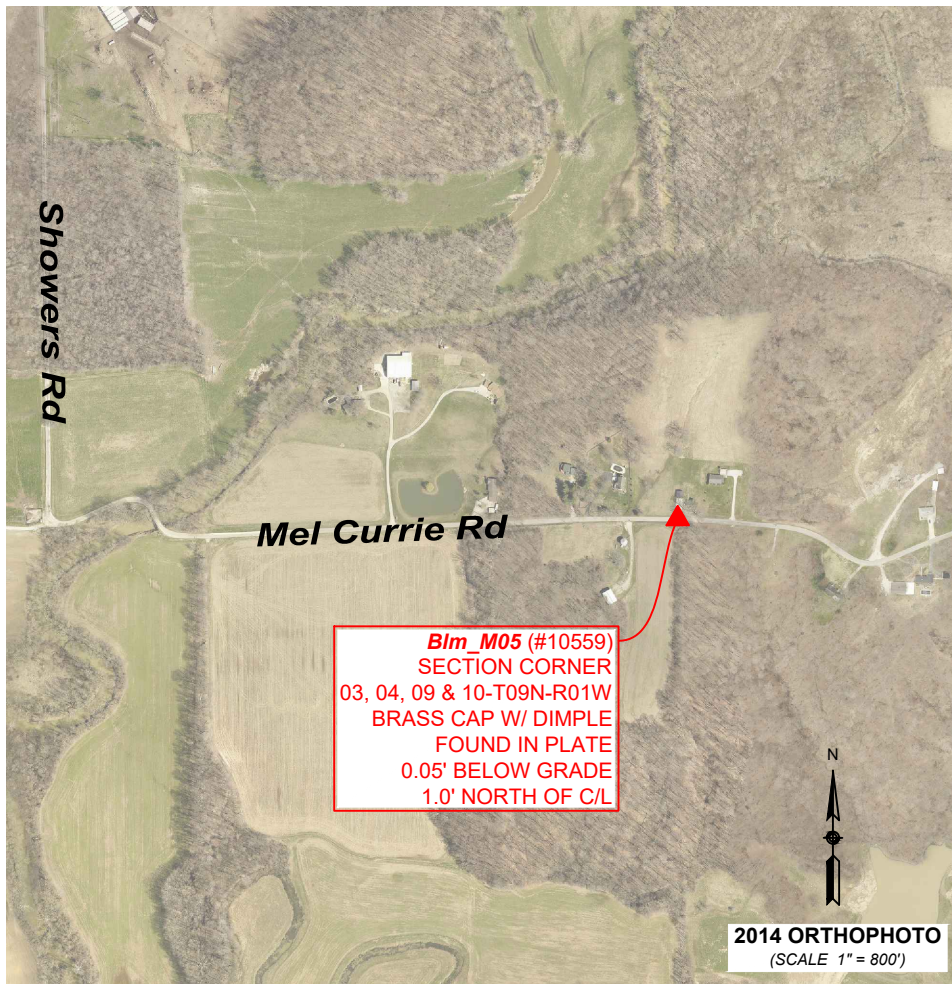 Showers Rd
Mel Currie Rd
Blm_M05 (#10559)
SECTION CORNER
03, 04, 09 & 10-T09N-R01W
BRASS CAP W/ DIMPLE
FOUND IN PLATE
0.05' BELOW GRADE
1.0' NORTH OF C/L
N
2014 ORTHOPHOTO
(SCALE 1" = 800')